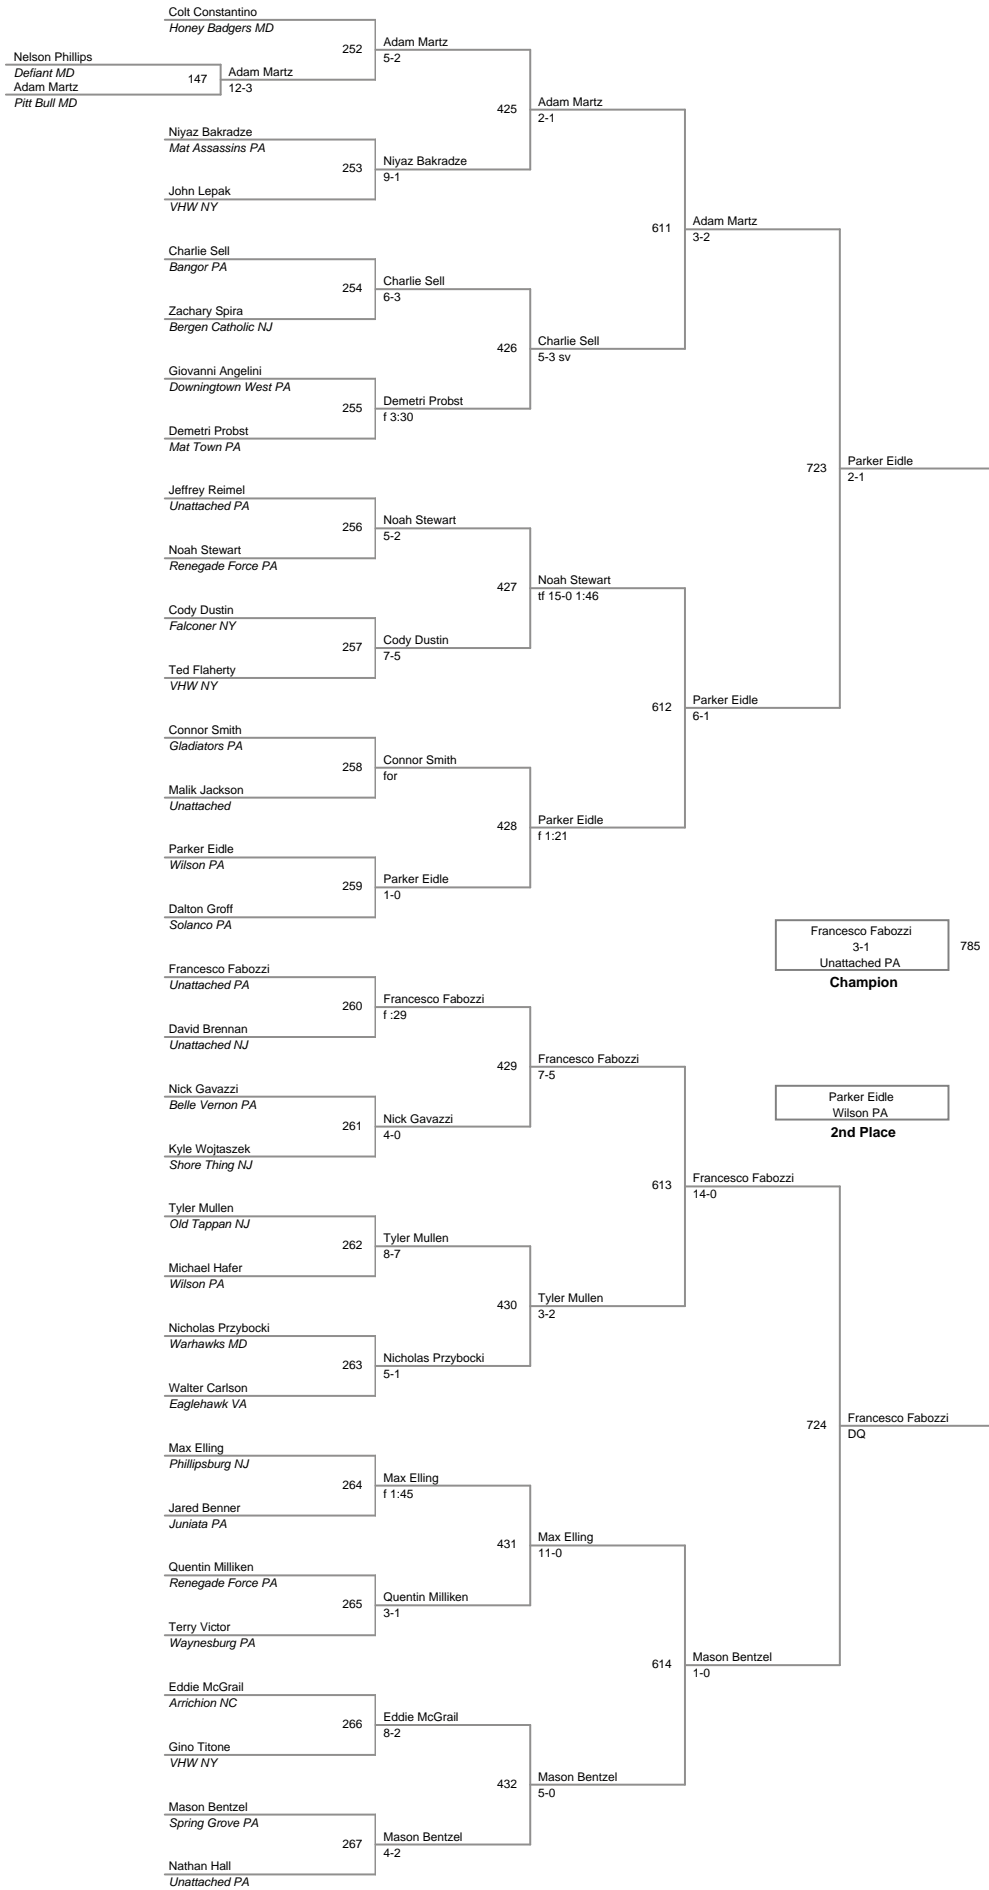 Colt Constantino
Honey Badgers MD
252
Adam Martz
5-2
Nelson Phillips
Defiant MD
147
Adam Martz
12-3
Adam Martz
Pitt Bull MD
425
Adam Martz
2-1
Niyaz Bakradze
Mat Assassins PA
253
Niyaz Bakradze
9-1
John Lepak
VHW NY
611
Adam Martz
3-2
Charlie Sell
Bangor PA
254
Charlie Sell
6-3
Zachary Spira
Bergen Catholic NJ
426
Charlie Sell
5-3 sv
Giovanni Angelini
Downingtown West PA
255
Demetri Probst
f 3:30
Demetri Probst
Mat Town PA
723
Parker Eidle
2-1
Jeffrey Reimel
Unattached PA
256
Noah Stewart
5-2
Noah Stewart
Renegade Force PA
427
Noah Stewart
tf 15-0 1:46
Cody Dustin
Falconer NY
257
Cody Dustin
7-5
Ted Flaherty
VHW NY
612
Parker Eidle
6-1
Connor Smith
Gladiators PA
258
Connor Smith
for
Malik Jackson
Unattached
428
Parker Eidle
f 1:21
Parker Eidle
Wilson PA
259
Parker Eidle
1-0
Dalton Groff
Solanco PA
Francesco Fabozzi
3-1
Unattached PA
785
Champion
Francesco Fabozzi
Unattached PA
260
Francesco Fabozzi
f :29
David Brennan
Unattached NJ
429
Francesco Fabozzi
7-5
Nick Gavazzi
Belle Vernon PA
261
Nick Gavazzi
4-0
Kyle Wojtaszek
Shore Thing NJ
Parker Eidle
Wilson PA
2nd Place
613
Francesco Fabozzi
14-0
Tyler Mullen
Old Tappan NJ
262
Tyler Mullen
8-7
Michael Hafer
Wilson PA
430
Tyler Mullen
3-2
Nicholas Przybocki
Warhawks MD
263
Nicholas Przybocki
5-1
Walter Carlson
Eaglehawk VA
724
Francesco Fabozzi
DQ
Max Elling
Phillipsburg NJ
264
Max Elling
f 1:45
Jared Benner
Juniata PA
431
Max Elling
11-0
Quentin Milliken
Renegade Force PA
265
Quentin Milliken
3-1
Terry Victor
Waynesburg PA
614
Mason Bentzel
1-0
Eddie McGrail
Arrichion NC
266
Eddie McGrail
8-2
Gino Titone
VHW NY
432
Mason Bentzel
5-0
Mason Bentzel
Spring Grove PA
267
Mason Bentzel
4-2
Nathan Hall
Unattached PA